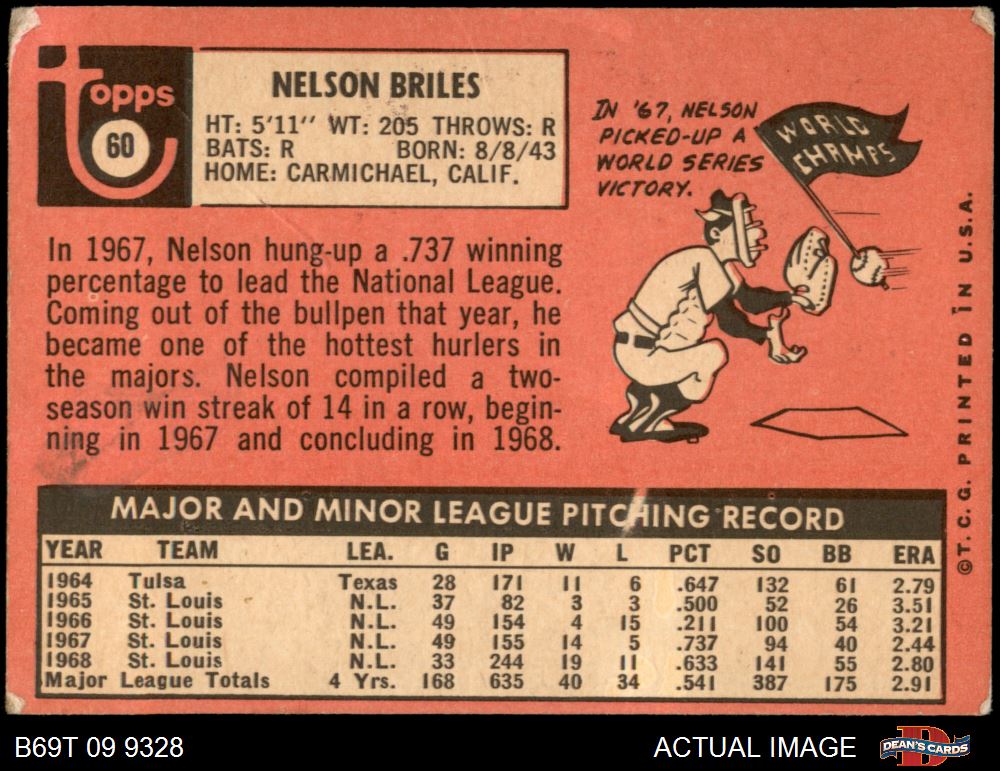 topps
60
NELSON BRILES
HT: 5'11" WT: 205 THROWS: R
BATS: R BORN: 8/8/43
HOME: CARMICHAEL, CALIF.
IN '67, NELSON
PICKED-UP A
WORLD SERIES
VICTORY.
WORLD
CHAMPS
In 1967, Nelson hung-up a .737 winning
percentage to lead the National League.
Coming out of the bullpen that year, he
became one of the hottest hurlers in
the majors. Nelson compiled a two-
season win streak of 14 in a row, begin-
ning in 1967 and concluding in 1968.
MAJOR AND MINOR LEAGUE PITCHING RECORD
YEAR TEAM LEA. G IP W L PCT SO BB ERA
1964 Tulsa Texas 28 171 11 6 .647 132 61 2.79
1965 St. Louis N.L. 37 82 3 3 .500 52 26 3.51
1966 St. Louis N.L. 49 154 4 15 .211 100 54 3.21
1967 St. Louis N.L. 49 155 14 5 .737 94 40 2.44
1968 St. Louis N.L. 33 244 19 11 .633 141 55 2.80
Major League Totals 4 Yrs. 168 635 40 34 .541 387 175 2.91
©T.C.G. PRINTED IN U.S.A.
B69T 09 9328
ACTUAL IMAGE
DEAN'S CARDS